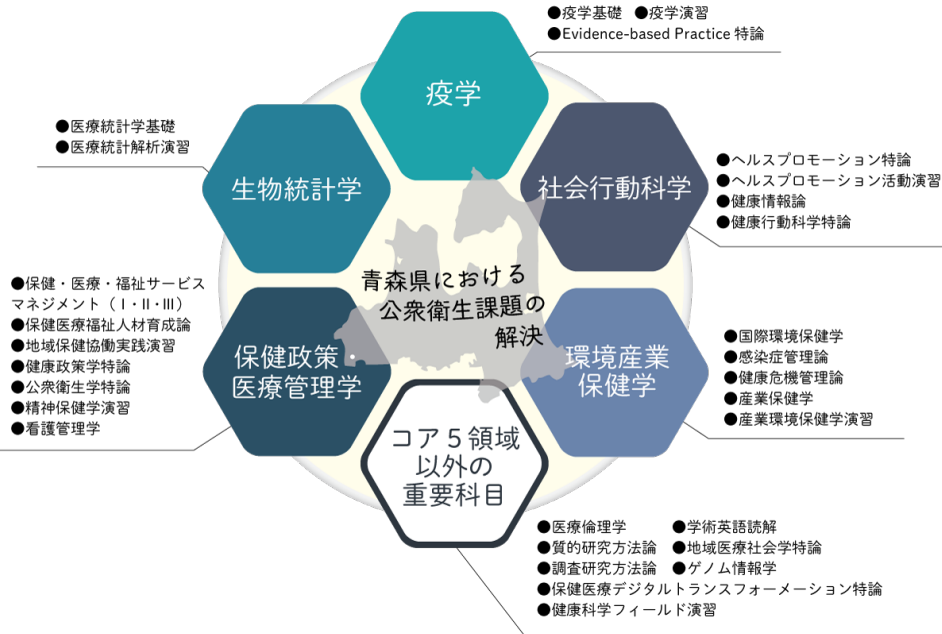 ●疫学基礎 ●疫学演習
●Evidence-based Practice 特論
疫学
●医療統計学基礎
●医療統計解析演習
生物統計学
社会行動科学
●ヘルスプロモーション特論
●ヘルスプロモーション活動演習
●健康情報論
●健康行動科学特論
青森県における
公衆衛生課題の
解決
●保健・医療・福祉サービス
マネジメント（Ⅰ・Ⅱ・Ⅲ）
●保健医療福祉人材育成論
●地域保健協働実践演習
●健康政策学特論
●公衆衛生学特論
●精神保健学演習
●看護管理学
保健政策
医療管理学
環境産業
保健学
●国際環境保健学
●感染症管理論
●健康危機管理論
●産業保健学
●産業環境保健学演習
コア５領域
以外の
重要科目
●医療倫理学 ●学術英語読解
●質的研究方法論 ●地域医療社会学特論
●調査研究方法論 ●ゲノム情報学
●保健医療デジタルトランスフォーメーション特論
●健康科学フィールド演習